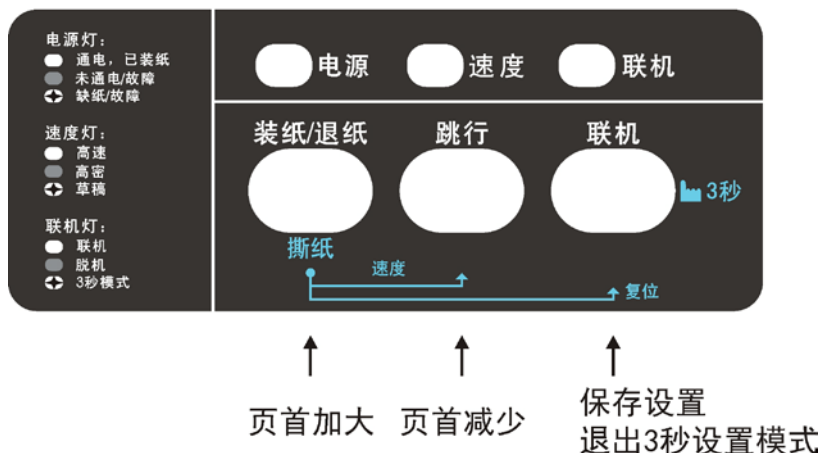 电源灯：
通电，已装纸
未通电/故障
缺纸/故障
速度灯：
高速
高密
草稿
联机灯：
联机
脱机
3秒模式
电源 速度 联机
装纸/退纸 跳行 联机
3秒
撕纸
速度
复位
页首加大 页首减少 保存设置
退出3秒设置模式